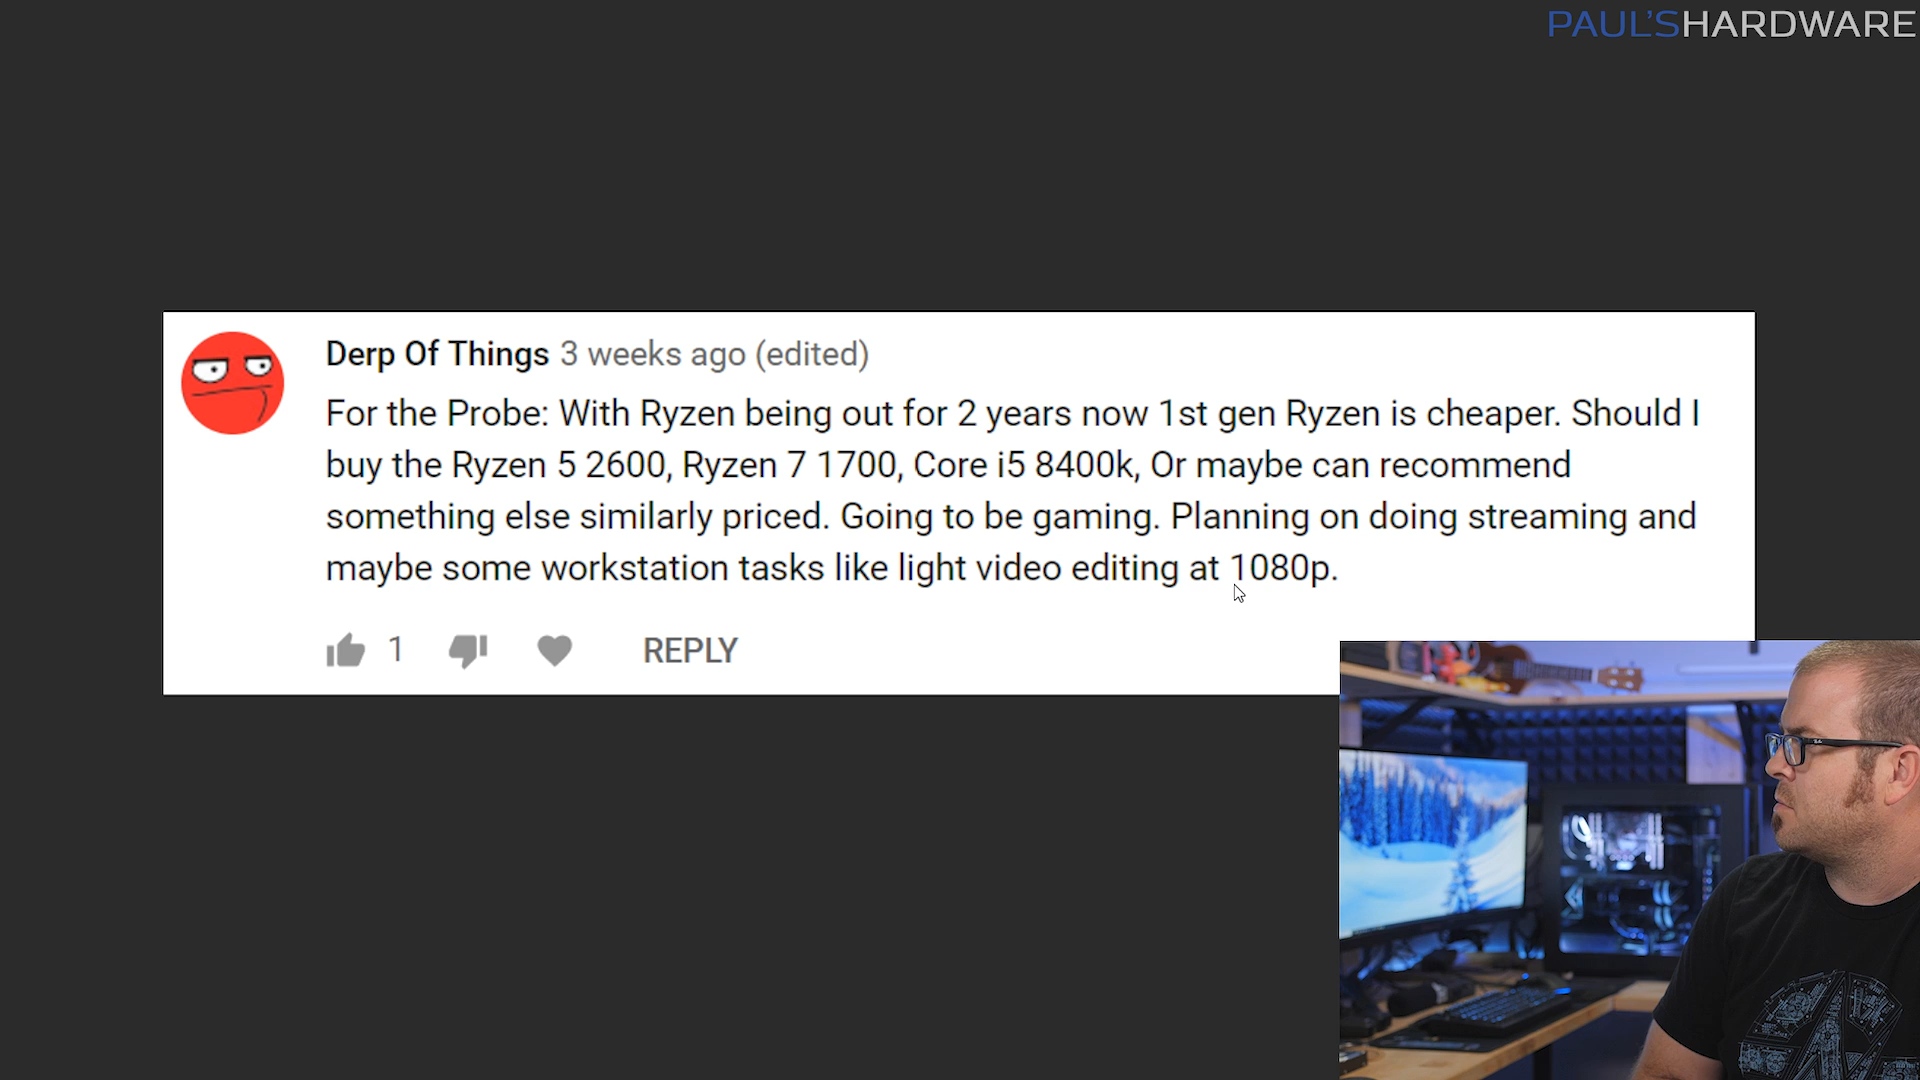 PAUL'SHARDWARE
Derp Of Things 3 weeks ago (edited)
For the Probe: With Ryzen being out for 2 years now 1st gen Ryzen is cheaper. Should I
buy the Ryzen 5 2600, Ryzen 7 1700, Core i5 8400k, Or maybe can recommend
something else similarly priced. Going to be gaming. Planning on doing streaming and
maybe some workstation tasks like light video editing at 1080p.
1
REPLY